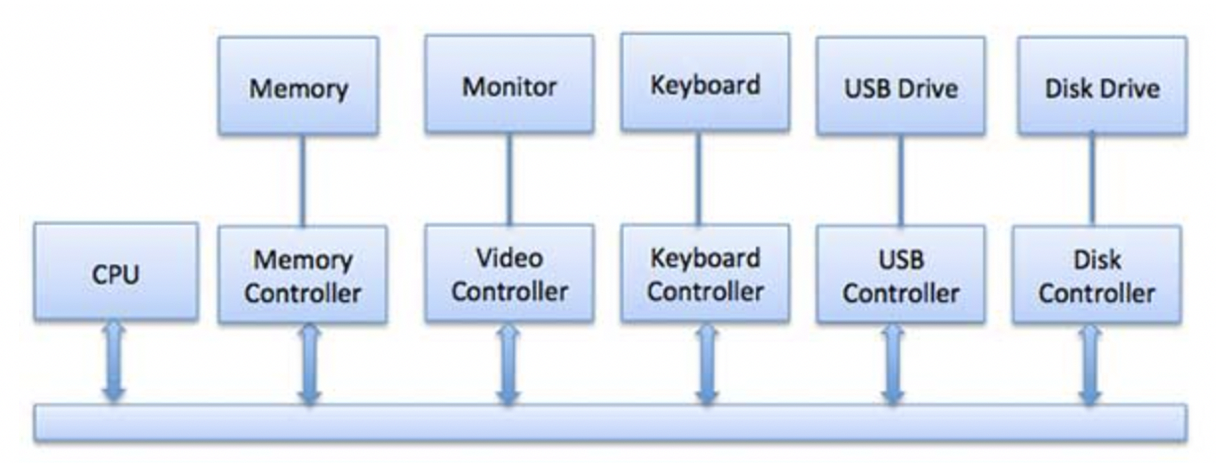 Memory
Monitor
Keyboard
USB Drive
Disk Drive
CPU
Memory
Controller
Video
Controller
Keyboard
Controller
USB
Controller
Disk
Controller